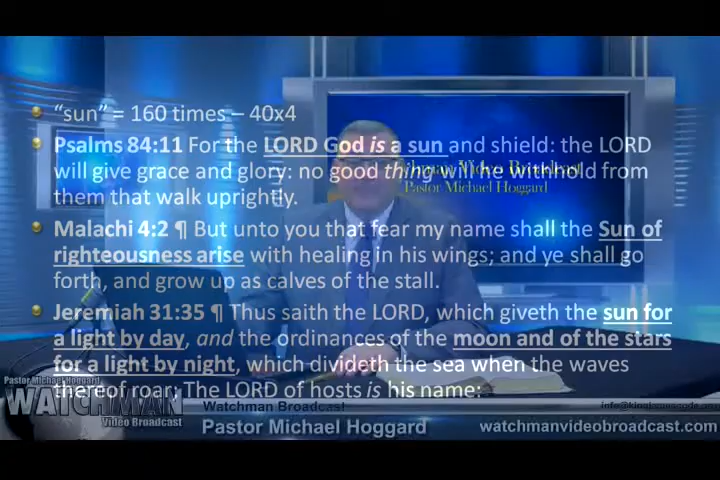 “sun” = 160 times – 40x4
Psalms 84:11 For the LORD God is a sun and shield: the LORD
will give grace and glory: no good thing will he withhold from
them that walk uprightly.
Malachi 4:2 ¶ But unto you that fear my name shall the Sun of
righteousness arise with healing in his wings; and ye shall go
forth, and grow up as calves of the stall.
Jeremiah 31:35 ¶ Thus saith the LORD, which giveth the sun for
a light by day, and the ordinances of the moon and of the stars
for a light by night, which divideth the sea when the waves
thereof roar; The LORD of hosts is his name:
Video Broadcast
Pastor Michael Hoggard
Pastor Michael Hoggard
WATCHMAN
Video Broadcast
Watchman Broadcast
Pastor Michael Hoggard
watchmanvideobroadcast.com